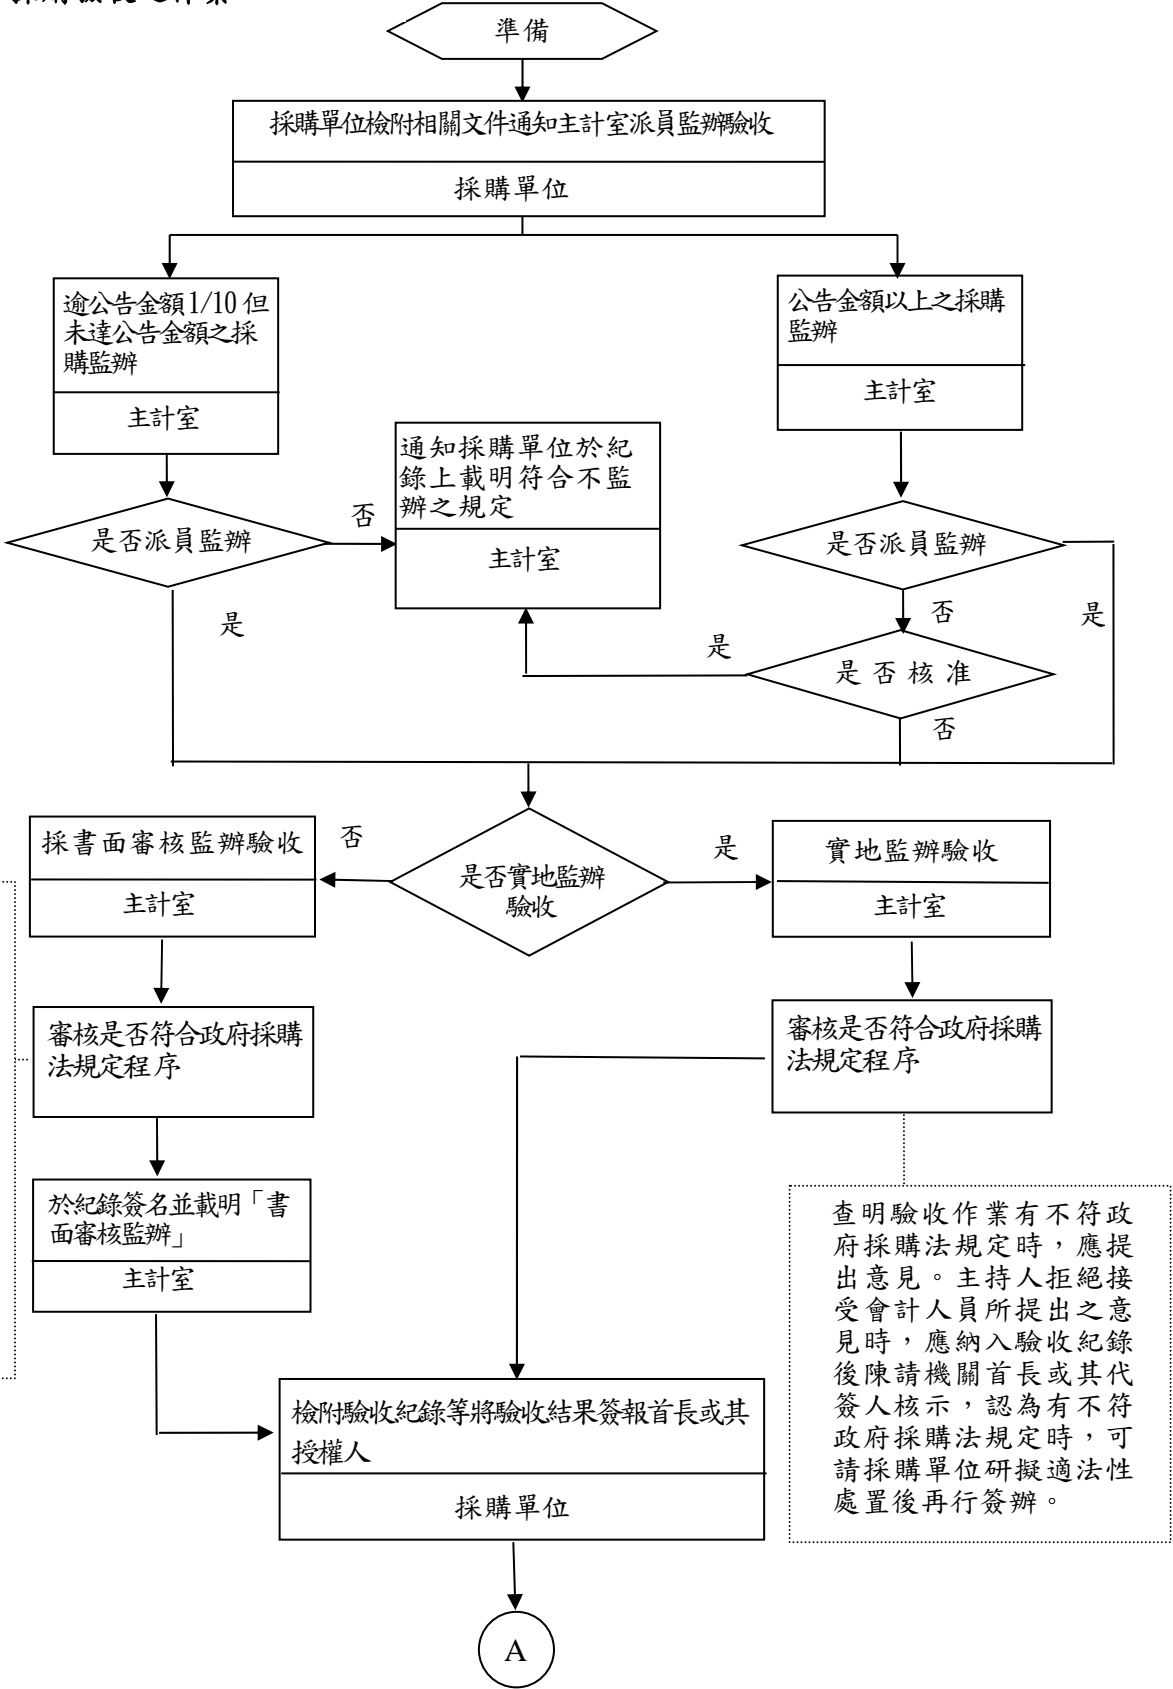 準備
採購單位檢附相關文件通知主計室派員監辦驗收
採購單位
逾公告金額1/10但
未達公告金額之採
購監辦
主計室
公告金額以上之採購
監辦
主計室
通知採購單位於紀
錄上載明符合不監
辦之規定
主計室
是否派員監辦
否
是
是否派員監辦
否
是
是
是否核准
否
採書面審核監辦驗收
主計室
否
是否實地監辦
驗收
是
實地監辦驗收
主計室
審核是否符合政府採購
法規定程序
審核是否符合政府採購
法規定程序
於紀錄簽名並載明「書
面審核監辦」
主計室
查明驗收作業有不符政
府採購法規定時，應提
出意見。主持人拒絕接
受會計人員所提出之意
見時，應納入驗收紀錄
後陳請機關首長或其代
簽人核示，認為有不符
政府採購法規定時，可
請採購單位研擬適法性
處置後再行簽辦。
檢附驗收紀錄等將驗收結果簽報首長或其
授權人
採購單位
A